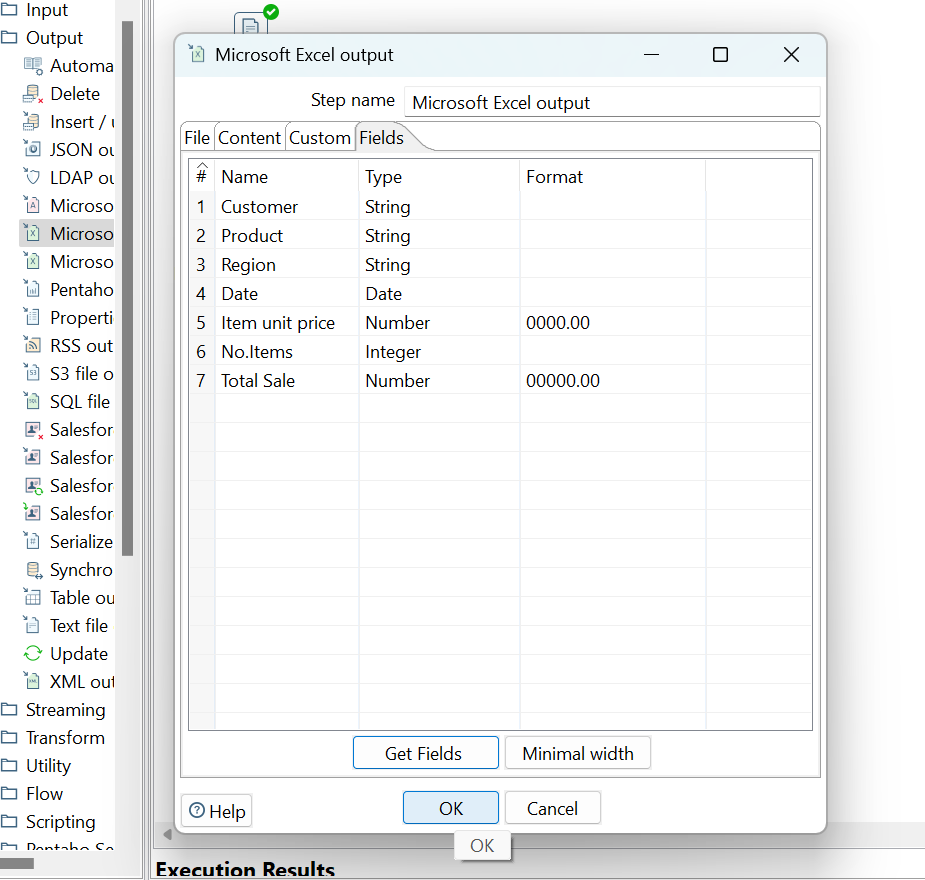 Input
Output
Automa
Delete
Insert / u
JSON ou
LDAP ou
Microso
Microso
Microso
Pentaho
Properti
RSS out
S3 file o
SQL file
Salesfor
Salesfor
Salesfor
Salesfor
Serialize
Synchro
Table ou
Text file
Update
XML out
Streaming
Transform
Utility
Flow
Scripting
Pentaho Se
Microsoft Excel output
Step name Microsoft Excel output
File Content Custom Fields
# Name Type Format
1 Customer String
2 Product String
3 Region String
4 Date Date
5 Item unit price Number 0000.00
6 No.Items Integer
7 Total Sale Number 00000.00
Get Fields Minimal width
Help OK Cancel
OK
Execution Results